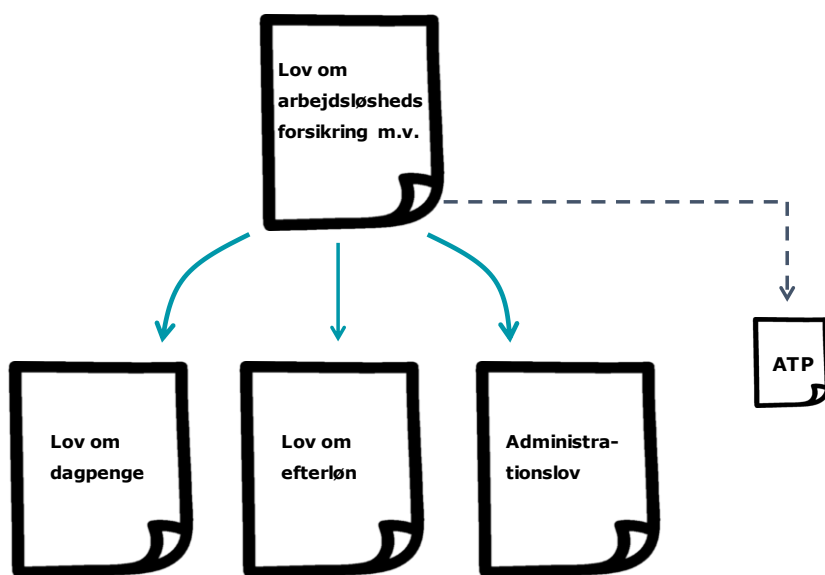 Lov om
arbejdsløsheds
forsikring m.v.
ATP
Lov om
dagpenge
Lov om
efterløn
Administra-
tionslov